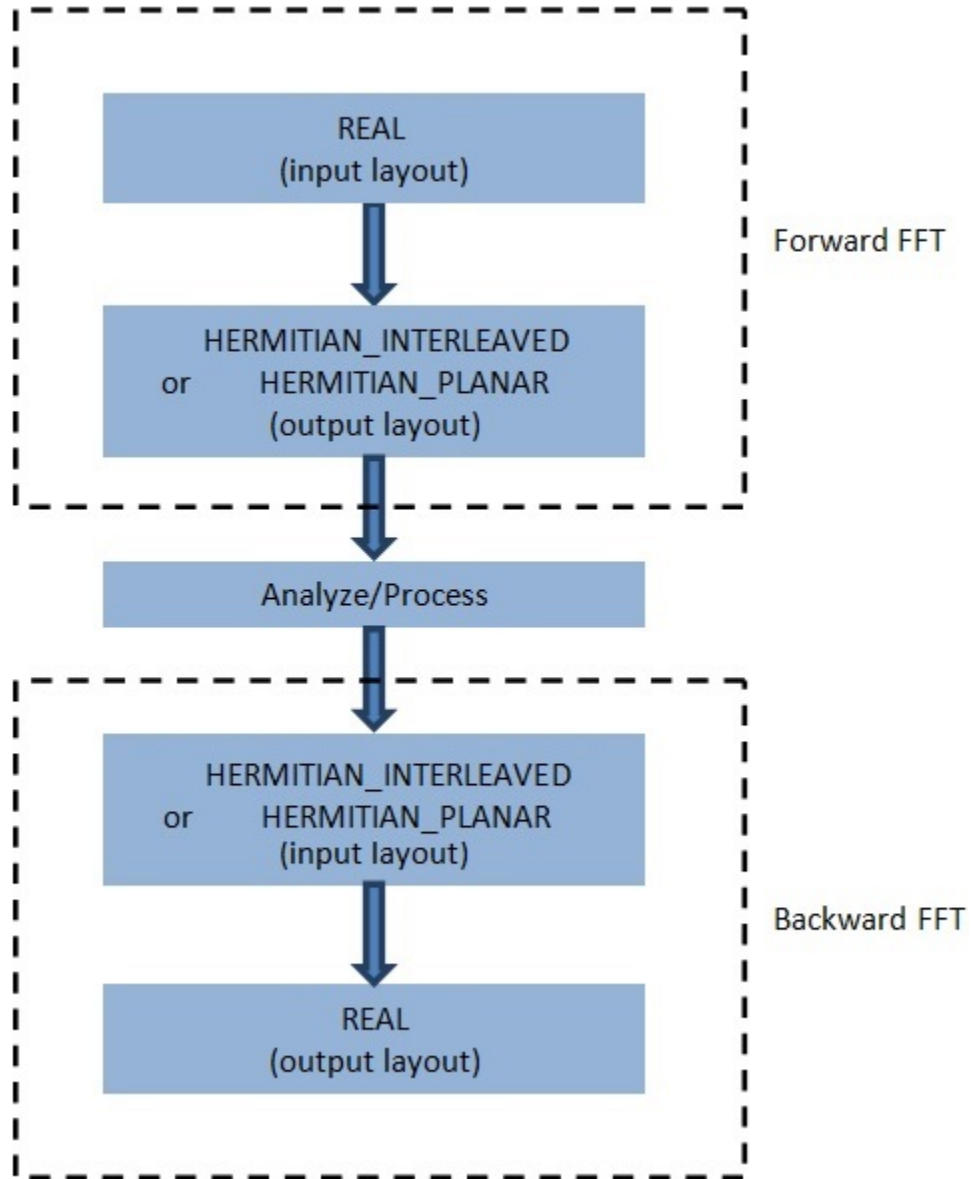 REAL
(input layout)
Forward FFT
HERMITIAN_INTERLEAVED
or HERMITIAN_PLANAR
(output layout)
Analyze/Process
HERMITIAN_INTERLEAVED
or HERMITIAN_PLANAR
(input layout)
Backward FFT
REAL
(output layout)